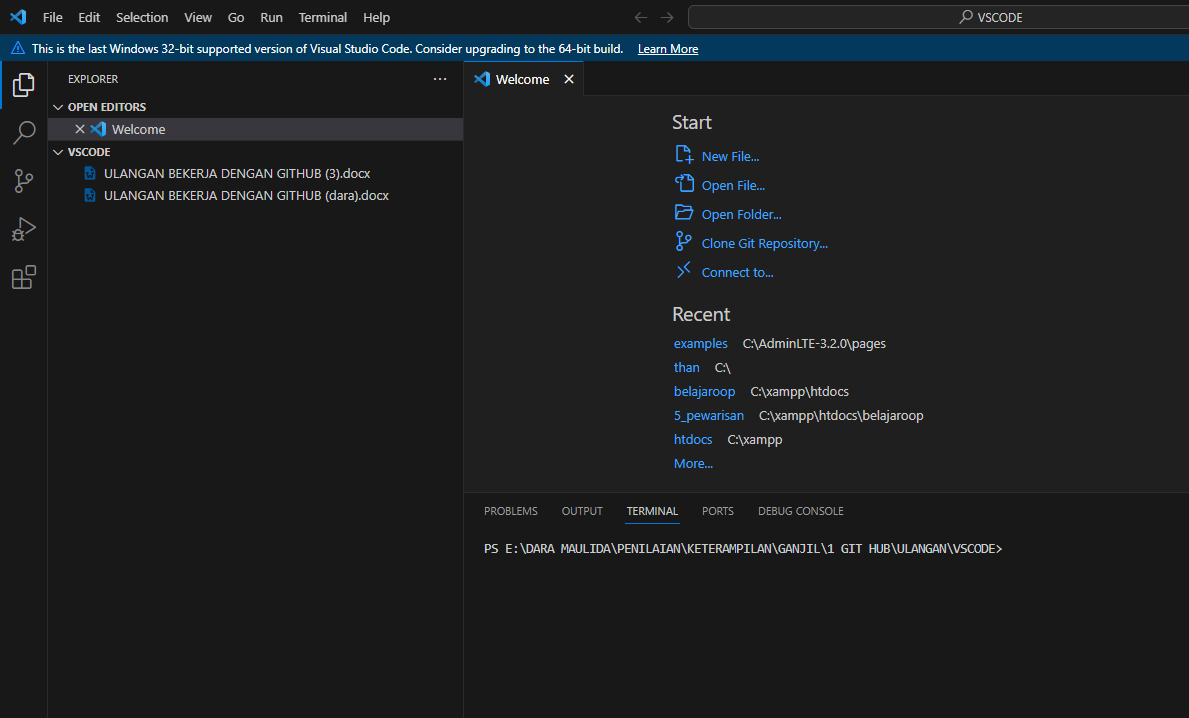 File Edit Selection View Go Run Terminal Help
VSCODE
This is the last Windows 32-bit supported version of Visual Studio Code. Consider upgrading to the 64-bit build. Learn More
EXPLORER
OPEN EDITORS
Welcome
VSCODE
ULANGAN BEKERJA DENGAN GITHUB (3).docx
ULANGAN BEKERJA DENGAN GITHUB (dara).docx
Welcome
Start
New File...
Open File...
Open Folder...
Clone Git Repository...
Connect to...
Recent
examples C:\AdminLTE-3.2.0\pages
than C:\
belajaroop C:\xampp\htdocs
5_pewarisan C:\xampp\htdocs\belajaroop
htdocs C:\xampp
More...
PROBLEMS OUTPUT TERMINAL PORTS DEBUG CONSOLE
PS E:\DARA MAULIDA\PENILAIAN\KETERAMPILAN\GANJIL\1 GIT HUB\ULANGAN\VSCODE>